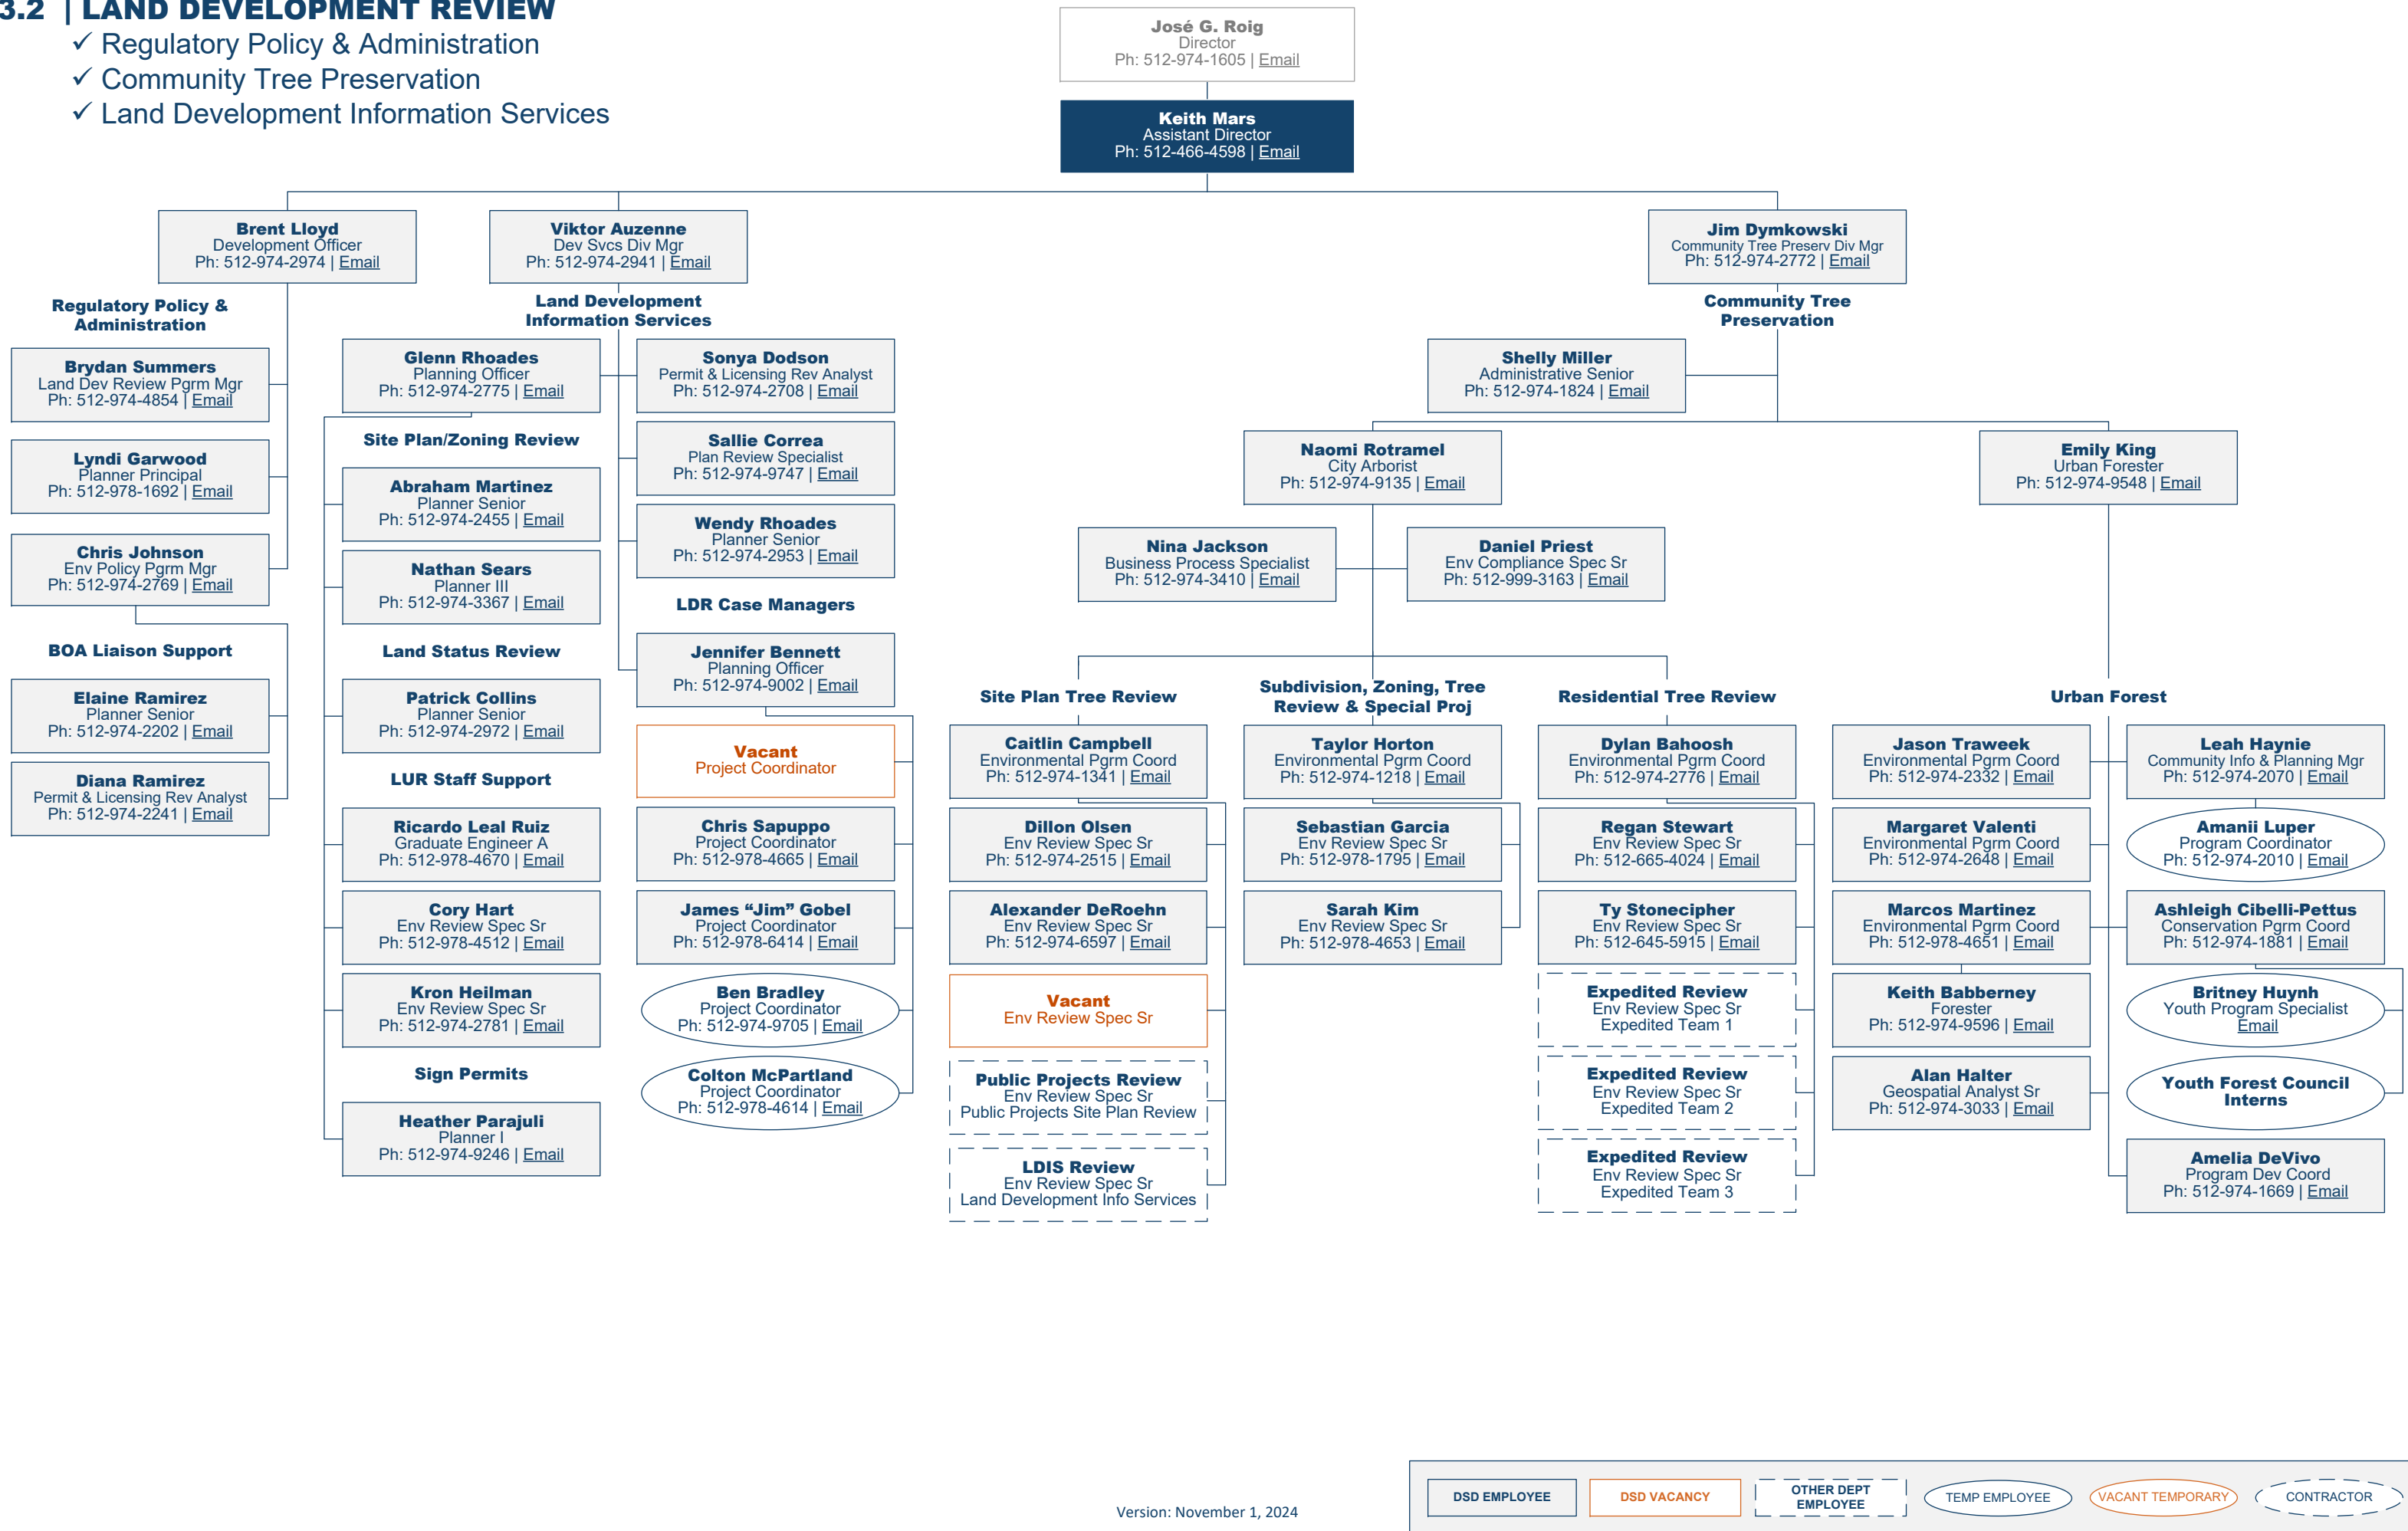 3.2 | LAND DEVELOPMENT REVIEW
✓ Regulatory Policy & Administration
✓ Community Tree Preservation
✓ Land Development Information Services
José G. Roig
Director
Ph: 512-974-1605 | Email
Keith Mars
Assistant Director
Ph: 512-466-4598 | Email
Brent Lloyd
Development Officer
Ph: 512-974-2974 | Email
Regulatory Policy &
Administration
Brydan Summers
Land Dev Review Pgrm Mgr
Ph: 512-974-4854 | Email
Lyndi Garwood
Planner Principal
Ph: 512-978-1692 | Email
Chris Johnson
Env Policy Pgrm Mgr
Ph: 512-974-2769 | Email
BOA Liaison Support
Elaine Ramirez
Planner Senior
Ph: 512-974-2202 | Email
Diana Ramirez
Permit & Licensing Rev Analyst
Ph: 512-974-2241 | Email
Viktor Auzenne
Dev Svcs Div Mgr
Ph: 512-974-2941 | Email
Land Development
Information Services
Glenn Rhoades
Planning Officer
Ph: 512-974-2775 | Email
Site Plan/Zoning Review
Abraham Martinez
Planner Senior
Ph: 512-974-2455 | Email
Nathan Sears
Planner III
Ph: 512-974-3367 | Email
Land Status Review
Patrick Collins
Planner Senior
Ph: 512-974-2972 | Email
LUR Staff Support
Ricardo Leal Ruiz
Graduate Engineer A
Ph: 512-978-4670 | Email
Cory Hart
Env Review Spec Sr
Ph: 512-978-4512 | Email
Kron Heilman
Env Review Spec Sr
Ph: 512-974-2781 | Email
Sign Permits
Heather Parajuli
Planner I
Ph: 512-974-9246 | Email
Sonya Dodson
Permit & Licensing Rev Analyst
Ph: 512-974-2708 | Email
Sallie Correa
Plan Review Specialist
Ph: 512-974-9747 | Email
Wendy Rhoades
Planner Senior
Ph: 512-974-2953 | Email
LDR Case Managers
Jennifer Bennett
Planning Officer
Ph: 512-974-9002 | Email
Vacant
Project Coordinator
Chris Sapuppo
Project Coordinator
Ph: 512-978-4665 | Email
James “Jim” Gobel
Project Coordinator
Ph: 512-978-6414 | Email
Ben Bradley
Project Coordinator
Ph: 512-974-9705 | Email
Colton McPartland
Project Coordinator
Ph: 512-978-4614 | Email
Jim Dymkowski
Community Tree Preserv Div Mgr
Ph: 512-974-2772 | Email
Community Tree
Preservation
Shelly Miller
Administrative Senior
Ph: 512-974-1824 | Email
Naomi Rotramel
City Arborist
Ph: 512-974-9135 | Email
Nina Jackson
Business Process Specialist
Ph: 512-974-3410 | Email
Daniel Priest
Env Compliance Spec Sr
Ph: 512-999-3163 | Email
Site Plan Tree Review
Caitlin Campbell
Environmental Pgrm Coord
Ph: 512-974-1341 | Email
Dillon Olsen
Env Review Spec Sr
Ph: 512-974-2515 | Email
Alexander DeRoehn
Env Review Spec Sr
Ph: 512-974-6597 | Email
Vacant
Env Review Spec Sr
Public Projects Review
Env Review Spec Sr
Public Projects Site Plan Review
LDIS Review
Env Review Spec Sr
Land Development Info Services
Subdivision, Zoning, Tree
Review & Special Proj
Taylor Horton
Environmental Pgrm Coord
Ph: 512-974-1218 | Email
Sebastian Garcia
Env Review Spec Sr
Ph: 512-978-1795 | Email
Sarah Kim
Env Review Spec Sr
Ph: 512-978-4653 | Email
Residential Tree Review
Dylan Bahoosh
Environmental Pgrm Coord
Ph: 512-974-2776 | Email
Regan Stewart
Env Review Spec Sr
Ph: 512-665-4024 | Email
Ty Stonecipher
Env Review Spec Sr
Ph: 512-645-5915 | Email
Expedited Review
Env Review Spec Sr
Expedited Team 1
Expedited Review
Env Review Spec Sr
Expedited Team 2
Expedited Review
Env Review Spec Sr
Expedited Team 3
Emily King
Urban Forester
Ph: 512-974-9548 | Email
Urban Forest
Jason Traweek
Environmental Pgrm Coord
Ph: 512-974-2332 | Email
Margaret Valenti
Environmental Pgrm Coord
Ph: 512-974-2648 | Email
Marcos Martinez
Environmental Pgrm Coord
Ph: 512-978-4651 | Email
Keith Babberney
Forester
Ph: 512-974-9596 | Email
Alan Halter
Geospatial Analyst Sr
Ph: 512-974-3033 | Email
Leah Haynie
Community Info & Planning Mgr
Ph: 512-974-2070 | Email
Amanii Luper
Program Coordinator
Ph: 512-974-2010 | Email
Ashleigh Cibelli-Pettus
Conservation Pgrm Coord
Ph: 512-974-1881 | Email
Britney Huynh
Youth Program Specialist
Email
Youth Forest Council
Interns
Amelia DeVivo
Program Dev Coord
Ph: 512-974-1669 | Email
Version: November 1, 2024
DSD EMPLOYEE
DSD VACANCY
OTHER DEPT
EMPLOYEE
TEMP EMPLOYEE
VACANT TEMPORARY
CONTRACTOR